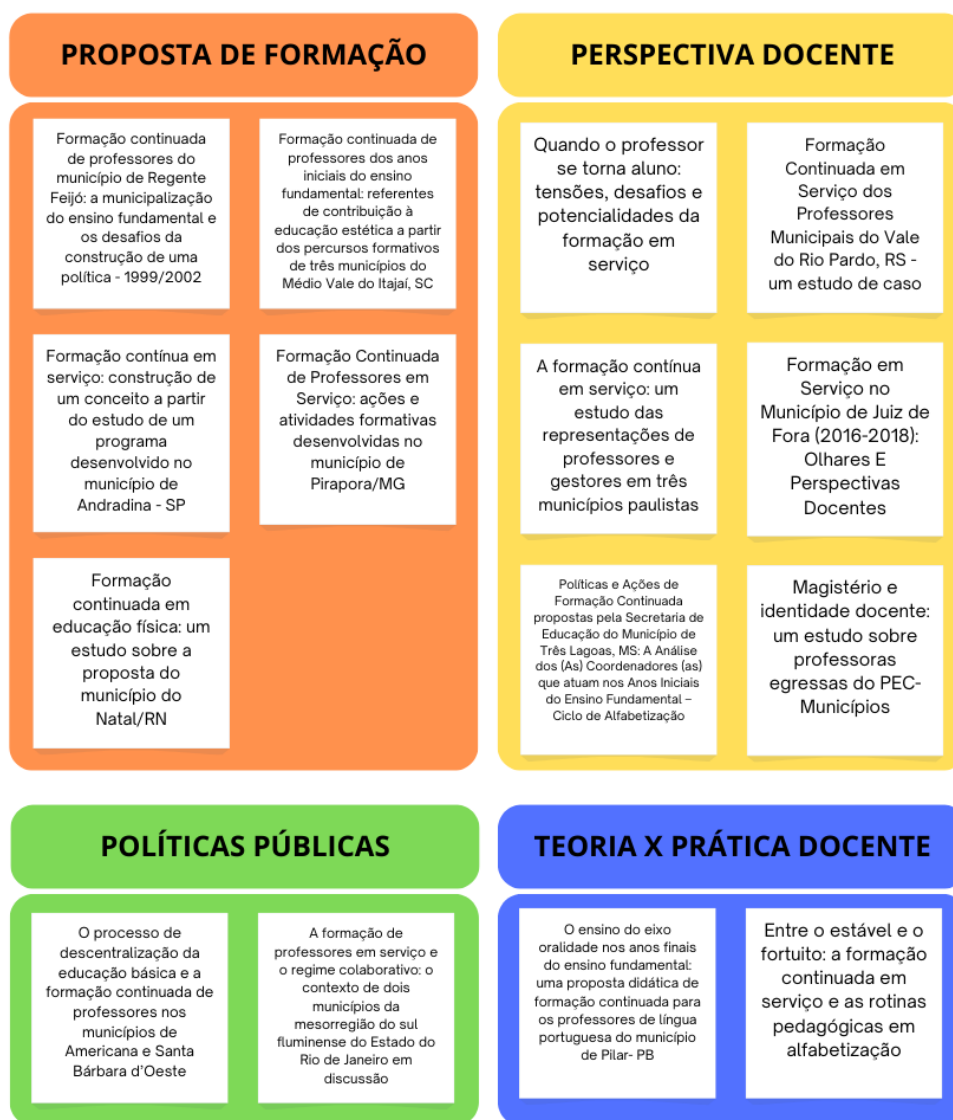 PROPOSTA DE FORMAÇÃO
Formação continuada
de professores do
município de Regente
Feijó: a municipalização
do ensino fundamental e
os desafios da
construção de uma
política - 1999/2002
Formação continuada de
professores dos anos
iniciais do ensino
fundamental: referentes
de contribuição à
educação estética a partir
dos percursos formativos
de três municípios do
Médio Vale do Itajaí, SC
Formação contínua em
serviço: construção de
um conceito a partir
do estudo de um
programa
desenvolvido no
município de
Andradina - SP
Formação Continuada
de Professores em
Serviço: ações e
atividades formativas
desenvolvidas no
município de
Pirapora/MG
Formação
continuada em
educação física: um
estudo sobre a
proposta do
município do
Natal/RN
PERSPECTIVA DOCENTE
Quando o professor
se torna aluno:
tensões, desafios e
potencialidades da
formação em
serviço
Formação
Continuada em
Serviço dos
Professores
Municipais do Vale
do Rio Pardo, RS -
um estudo de caso
A formação contínua
em serviço: um
estudo das
representações de
professores e
gestores em três
municípios paulistas
Formação em
Serviço no
Município de Juiz de
Fora (2016-2018):
Olhares E
Perspectivas
Docentes
Políticas e Ações de
Formação Continuada
propostas pela Secretaria de
Educação do Município de
Três Lagoas, MS: A Análise
dos (As) Coordenadores (as)
que atuam nos Anos Iniciais
do Ensino Fundamental –
Ciclo de Alfabetização
Magistério e
identidade docente:
um estudo sobre
professoras
egressas do PEC-
Municípios
POLÍTICAS PÚBLICAS
O processo de
descentralização da
educação básica e a
formação continuada de
professores nos
municípios de
Americana e Santa
Bárbara d'Oeste
A formação de
professores em serviço e
o regime colaborativo: o
contexto de dois
municípios da
mesorregião do sul
fluminense do Estado do
Rio de Janeiro em
discussão
TEORIA X PRÁTICA DOCENTE
O ensino do eixo
oralidade nos anos finais
do ensino fundamental:
uma proposta didática de
formação continuada para
os professores de língua
portuguesa do município
de Pilar- PB
Entre o estável e o
fortuito: a formação
continuada em
serviço e as rotinas
pedagógicas em
alfabetização